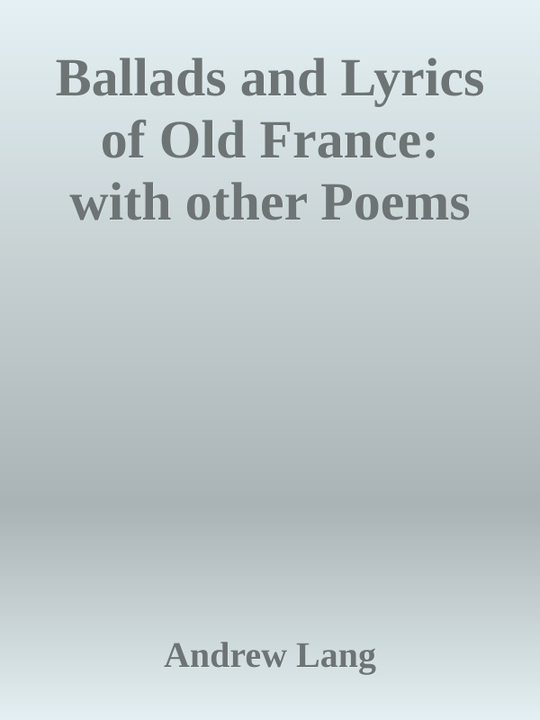 Ballads and Lyrics
of Old France:
with other Poems
Andrew Lang